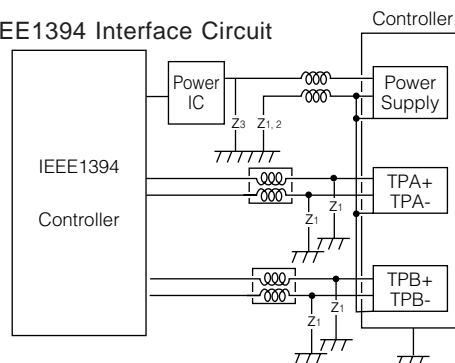 EE1394 Interface Circuit
Controller
Power
IC
Power
Supply
Z3
Z1, 2
IEEE1394
Controller
TPA+
TPA-
Z1
Z1
TPB+
TPB-
Z1
Z1